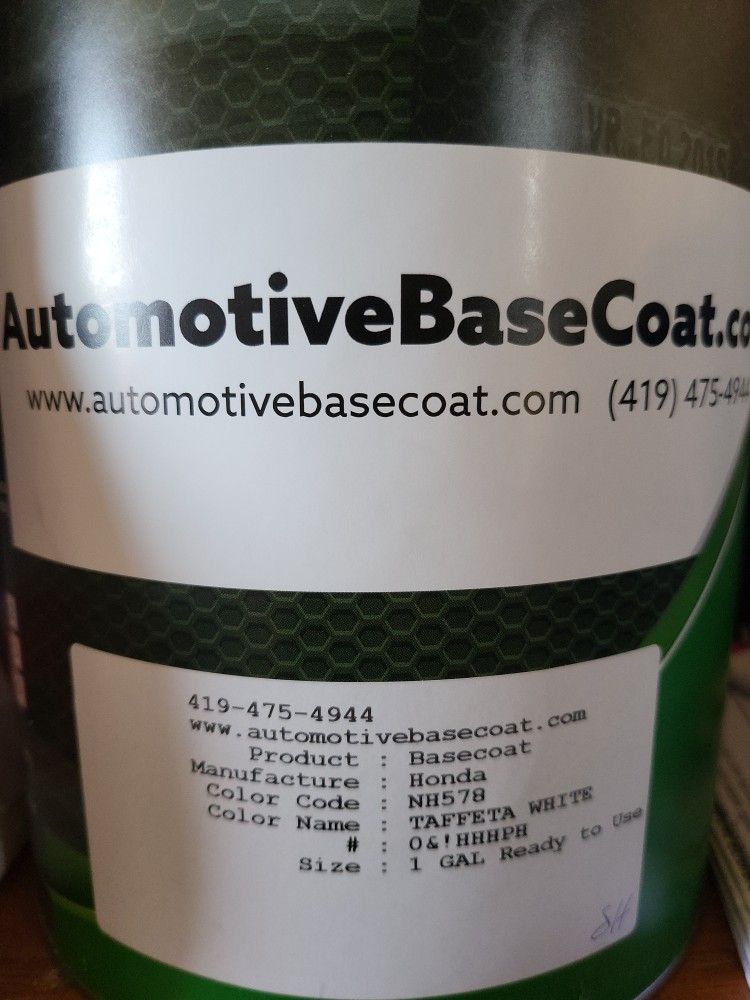 AutomotiveBaseCoat.co
www.automotivebasecoat.com (419) 475-494
419-475-4944
www.automotivebasecoat.com
Product : Basecoat
Manufacture : Honda
Color Code : NH578
Color Name : TAFFETA WHITE
# : O&!HHHPH
Size : 1 GAL Ready to Use
SH